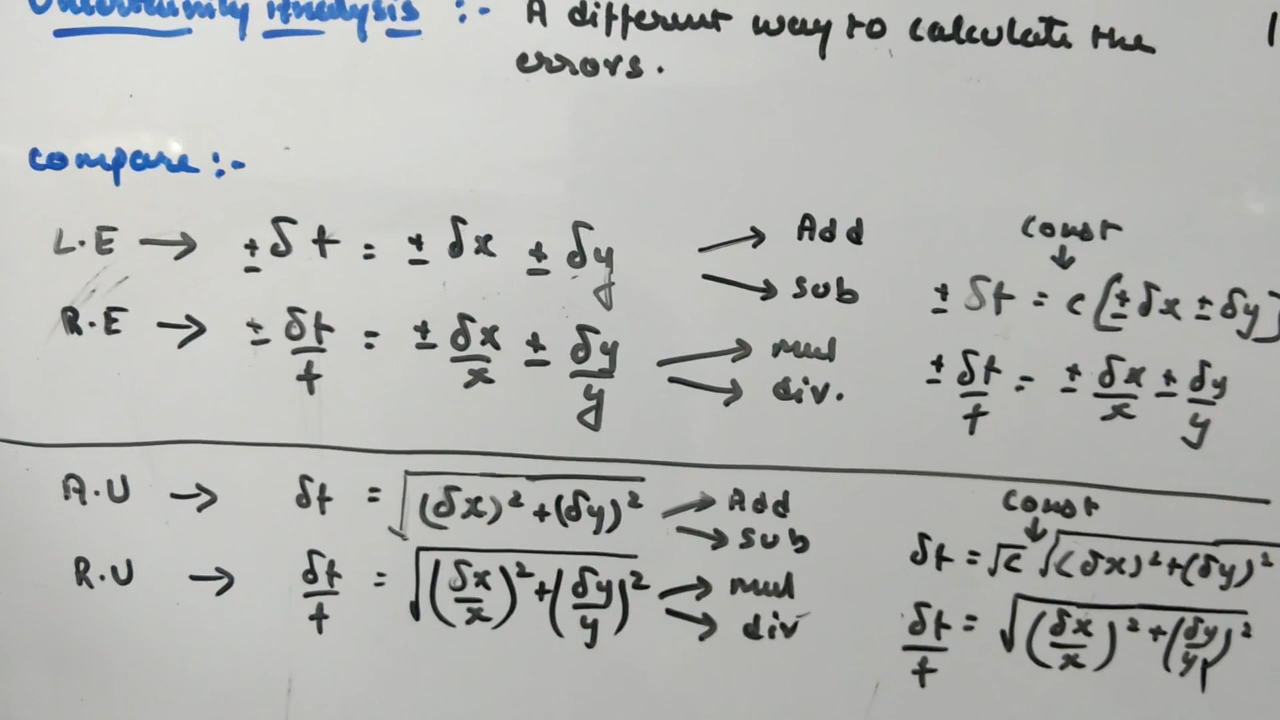 Uncertainity Analysis :- A different way to calculate the
errors.
compare :-
L.E → ± δt = ± δx ± δy → Add
→ sub
R.E → ± δt/t = ± δx/x ± δy/y → mul
→ div.
const
↓
± δt = c[± δx ± δy]
± δt/t = ± δx/x ± δy/y
A.U → δt = √((δx)² + (δy)²) → Add
→ sub
R.U → δt/t = √((δx/x)² + (δy/y)²) → mul
→ div
const
↓
δt = √c √((δx)² + (δy)²)
δt/t = √((δx/x)² + (δy/y)²)